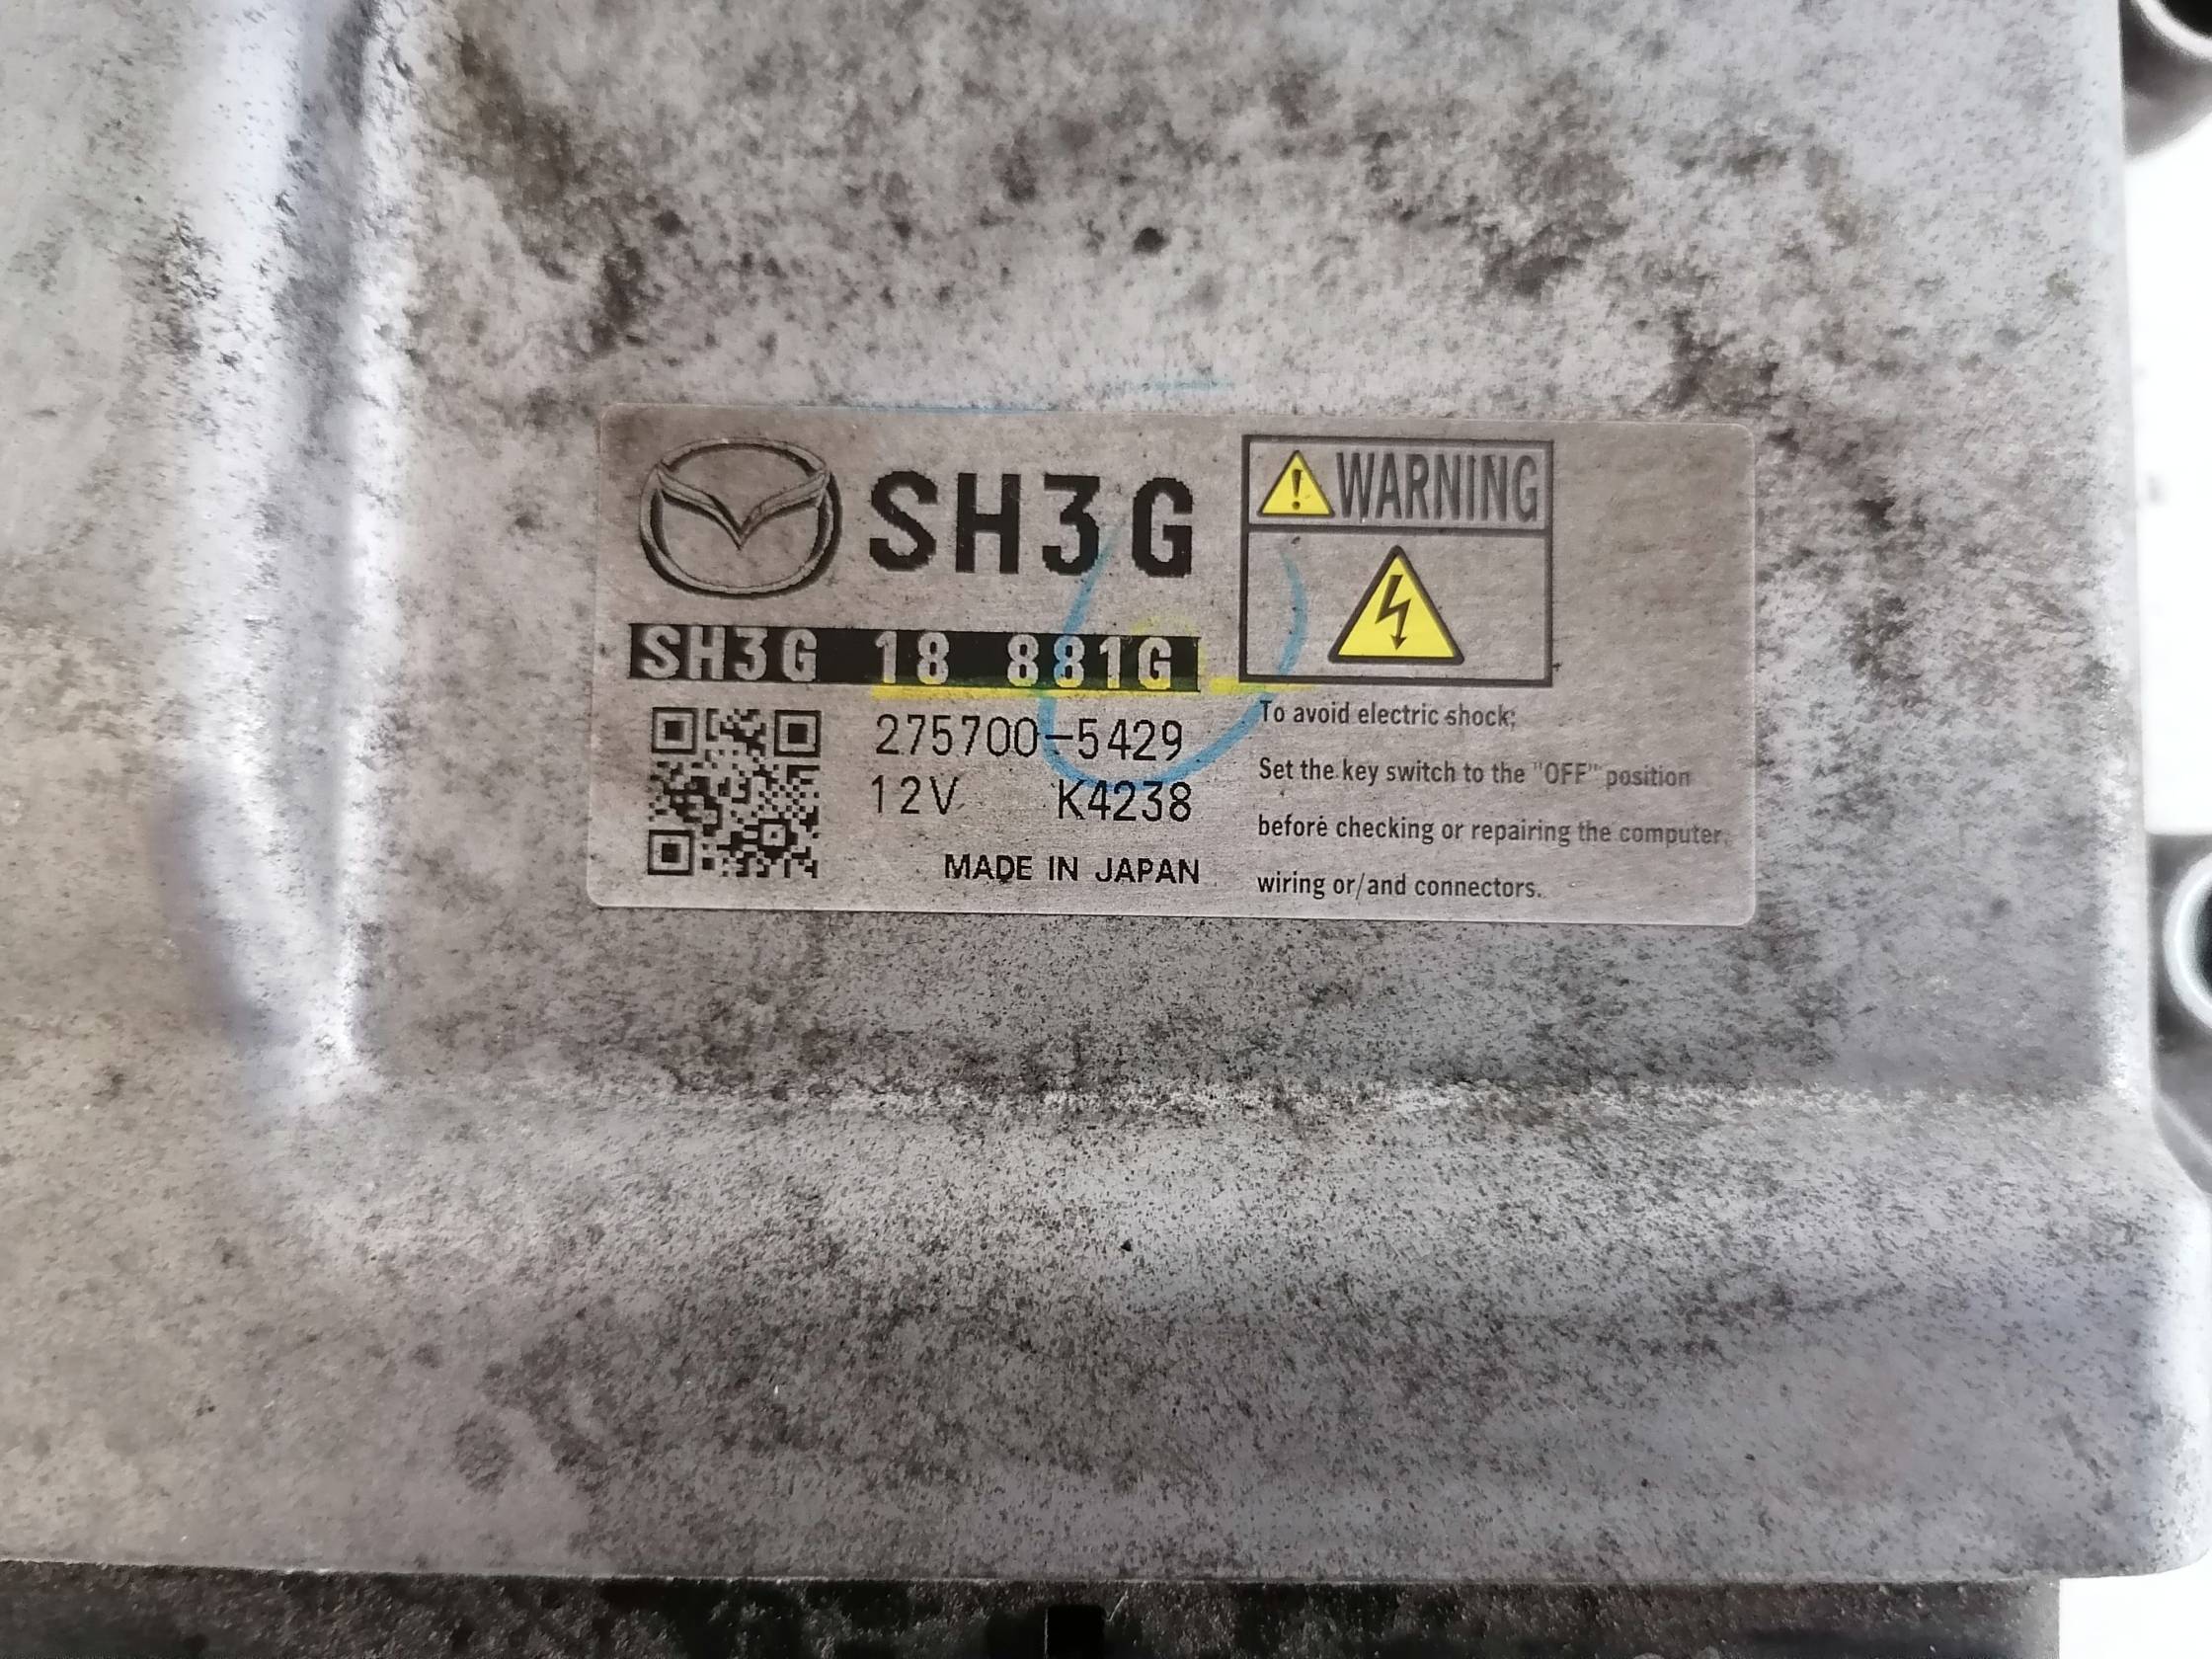 SH3G
SH3G 18 881G
275700-5429
12V K4238
MADE IN JAPAN
WARNING
To avoid electric shock;
Set the key switch to the "OFF" position
before checking or repairing the computer,
wiring or/and connectors.